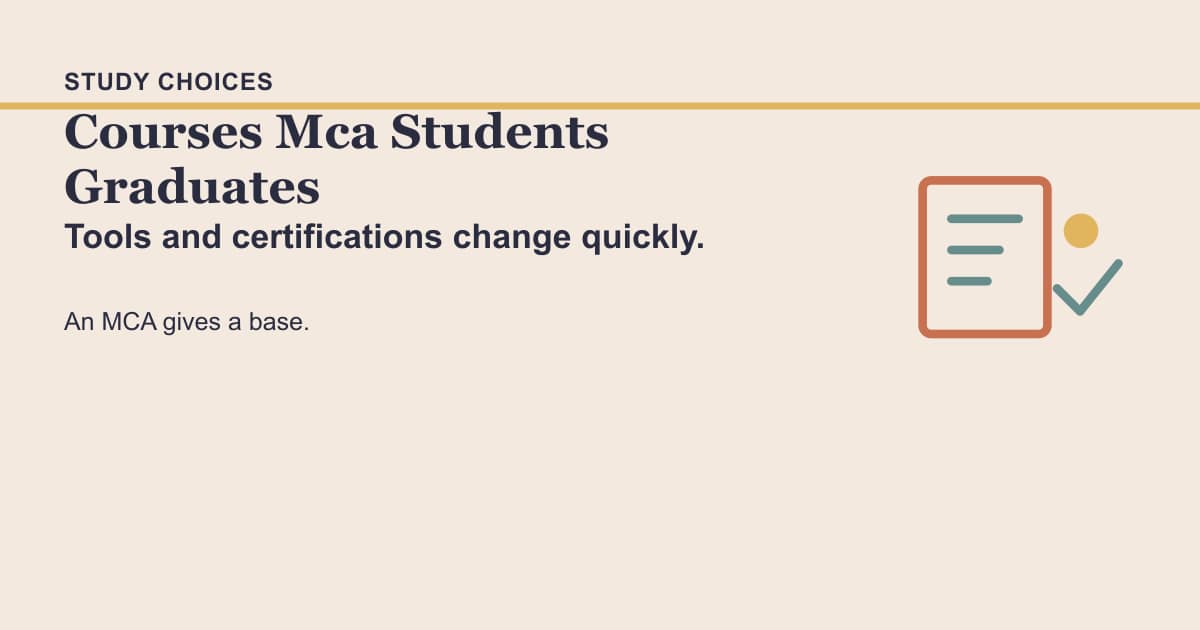 STUDY CHOICES
Courses Mca Students
Graduates
Tools and certifications change quickly.
An MCA gives a base.